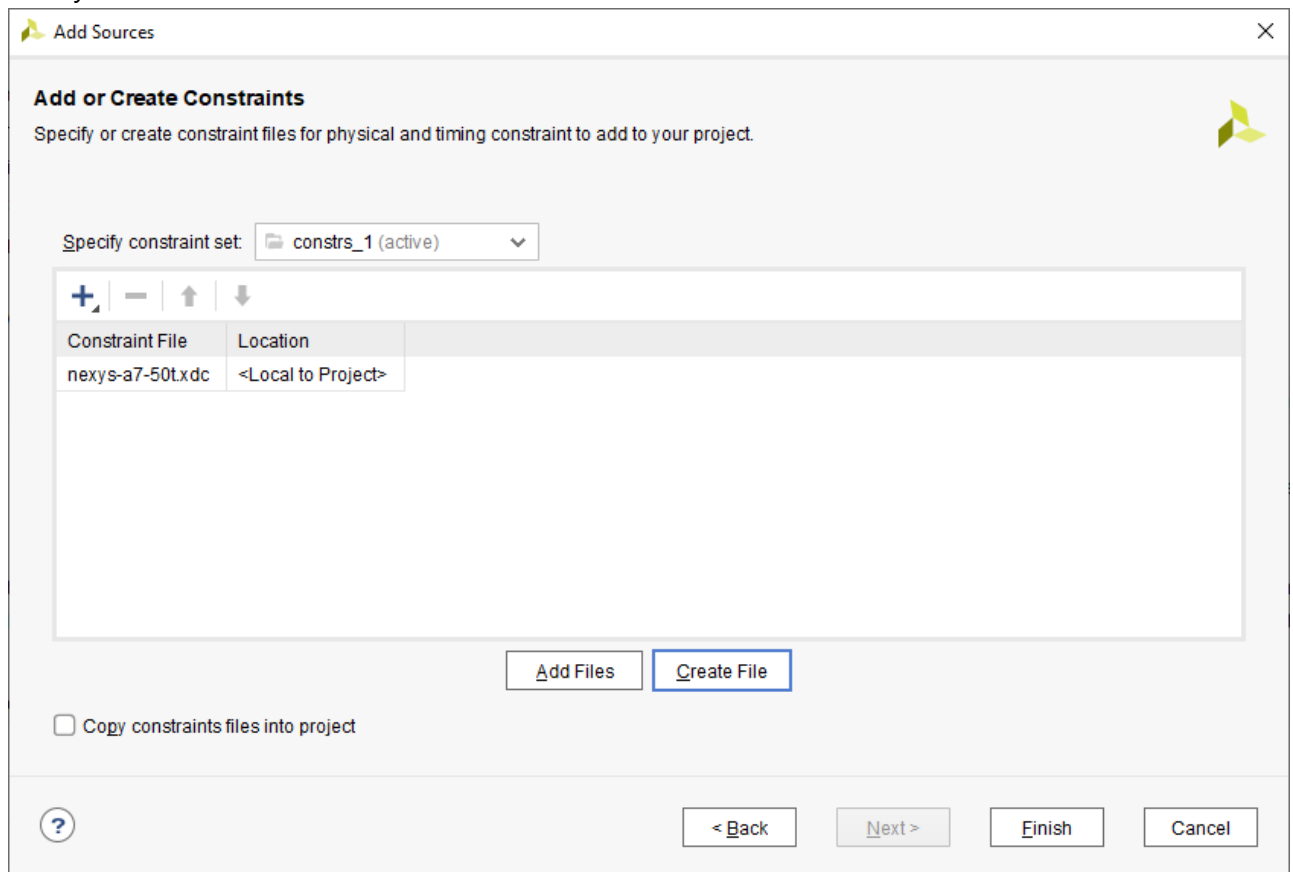 Add Sources
Add or Create Constraints
Specify or create constraint files for physical and timing constraint to add to your project.
Specify constraint set: constrs_1 (active)
Constraint File Location
nexys-a7-50t.xdc <Local to Project>
Add Files Create File
Copy constraints files into project
? < Back Next > Finish Cancel